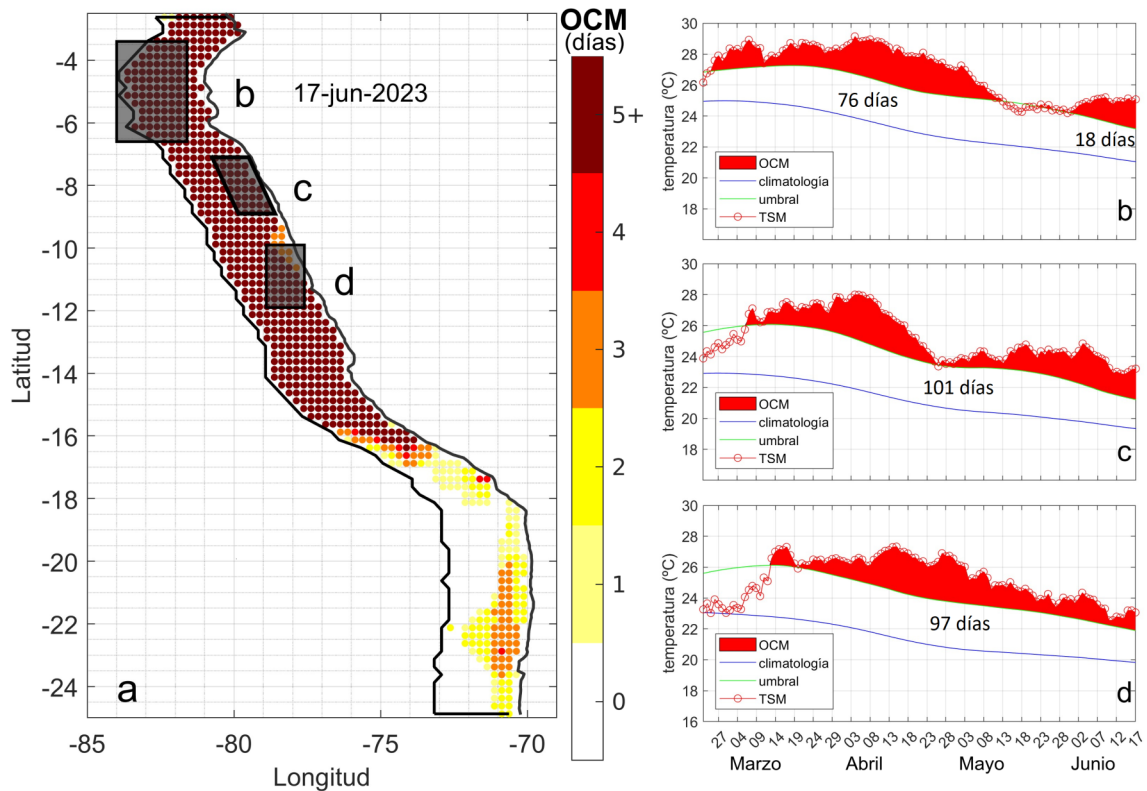 OCM
(días)
-4
-6
-8
-10
-12
-14
-16
-18
-20
-22
-24
Latitud
-85
-80
-75
-70
Longitud
17-jun-2023
a
b
c
d
5+
4
3
2
1
0
30
28
26
24
22
20
18
temperatura (ºC)
76 días
18 días
OCM
climatología
umbral
TSM
b
30
28
26
24
22
20
18
temperatura (ºC)
101 días
OCM
climatología
umbral
TSM
c
30
28
26
24
22
20
18
16
temperatura (ºC)
97 días
OCM
climatología
umbral
TSM
d
27 04 09 14 19 24 29 03 08 13 18 23 28 03 08 13 18 23 28 02 07 12 17
Marzo Abril Mayo Junio